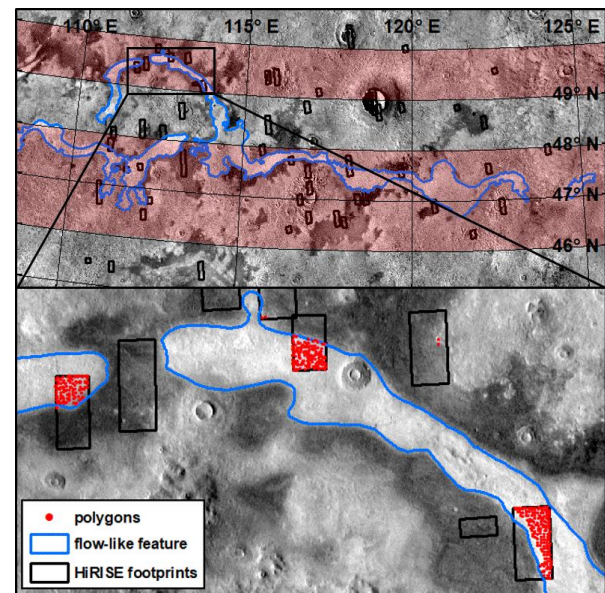 110° E 115° E 120° E 125° E
49° N
48° N
47° N
46° N
polygons
flow-like feature
HiRISE footprints